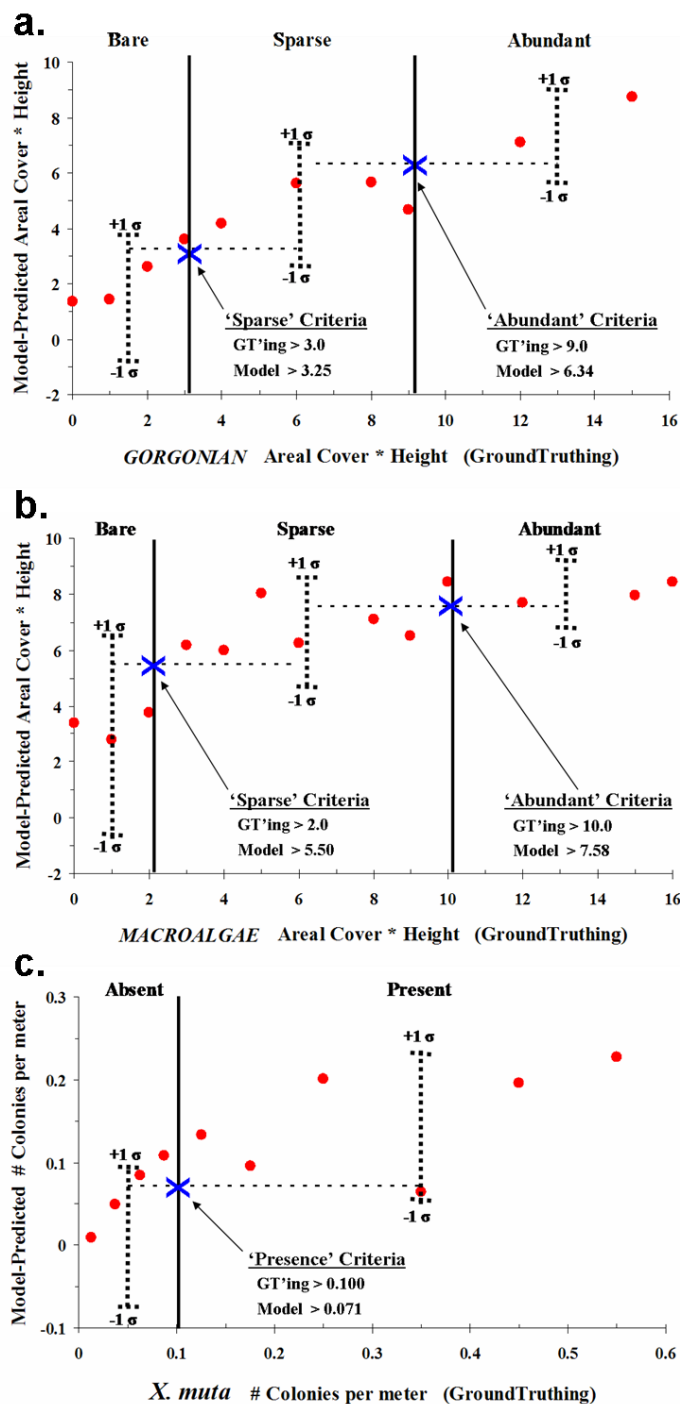 a.
Bare Sparse Abundant
10
8
6
4
2
0
-2
0 2 4 6 8 10 12 14 16
Model-Predicted Areal Cover * Height
+1 σ
-1 σ
+1 σ
-1 σ
+1 σ
-1 σ
‘Sparse’ Criteria
GT’ing > 3.0
Model > 3.25
‘Abundant’ Criteria
GT’ing > 9.0
Model > 6.34
GORGONIAN Areal Cover * Height (GroundTruthing)
b.
Bare Sparse Abundant
10
8
6
4
2
0
-2
0 2 4 6 8 10 12 14 16
Model-Predicted Areal Cover * Height
+1 σ
-1 σ
+1 σ
-1 σ
+1 σ
-1 σ
‘Sparse’ Criteria
GT’ing > 2.0
Model > 5.50
‘Abundant’ Criteria
GT’ing > 10.0
Model > 7.58
MACROALGAE Areal Cover * Height (GroundTruthing)
c.
Absent Present
0.3
0.2
0.1
0
-0.1
0 0.1 0.2 0.3 0.4 0.5 0.6
Model-Predicted # Colonies per meter
+1 σ
-1 σ
+1 σ
-1 σ
‘Presence’ Criteria
GT’ing > 0.100
Model > 0.071
X. muta # Colonies per meter (GroundTruthing)